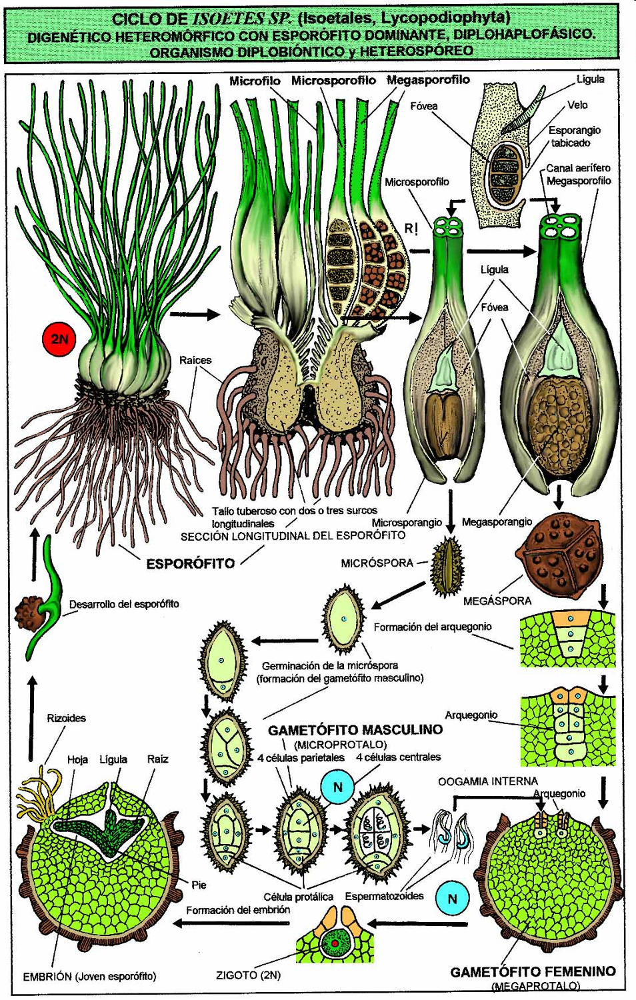 CICLO DE ISOETES SP. (Isoetales, Lycopodiophyta)
DIGENÉTICO HETEROMÓRFICO CON ESPORÓFITO DOMINANTE, DIPLOHAPLOFÁSICO.
ORGANISMO DIPLOBIÓNTICO y HETEROSPÓREO
Microfilo Microsporofilo Megasporofilo
Lígula
Fóvea
Velo
Esporangio
tabicado
Canal aerífero
Megasporofilo
Microsporofilo
R!
Lígula
Fóvea
2N
Raíces
Tallo tuberoso con dos o tres surcos
longitudinales
SECCIÓN LONGITUDINAL DEL ESPORÓFITO
Microsporangio
Megasporangio
ESPORÓFITO
MICRÓSPORA
MEGÁSPORA
Desarrollo del esporófito
Formación del arquegonio
Germinación de la micróspora
(formación del gametófito masculino)
Arquegonio
Rizoides
GAMETÓFITO MASCULINO
(MICROPROTALO)
4 células parietales 4 células centrales
Hoja Lígula Raíz
N
OOGAMIA INTERNA
Arquegonio
Pie
Célula protálica
Espermatozoides
N
Formación del embrión
EMBRIÓN (Joven esporófito)
ZIGOTO (2N)
GAMETÓFITO FEMENINO
(MEGAPROTALO)